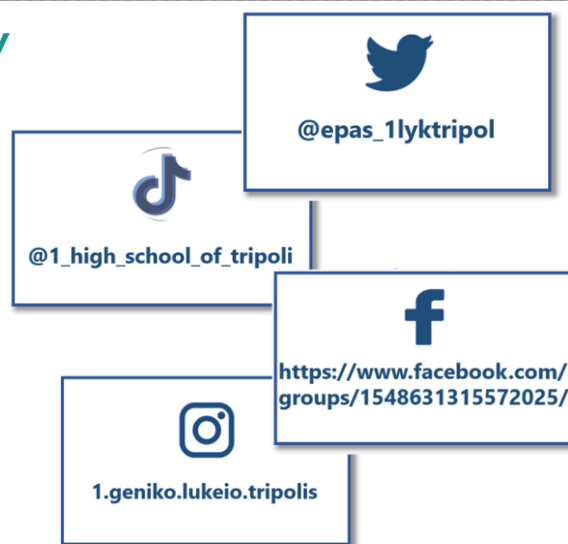 @epas_1lyktripol
@1_high_school_of_tripoli
https://www.facebook.com/
groups/1548631315572025/
1.geniko.lukeio.tripolis